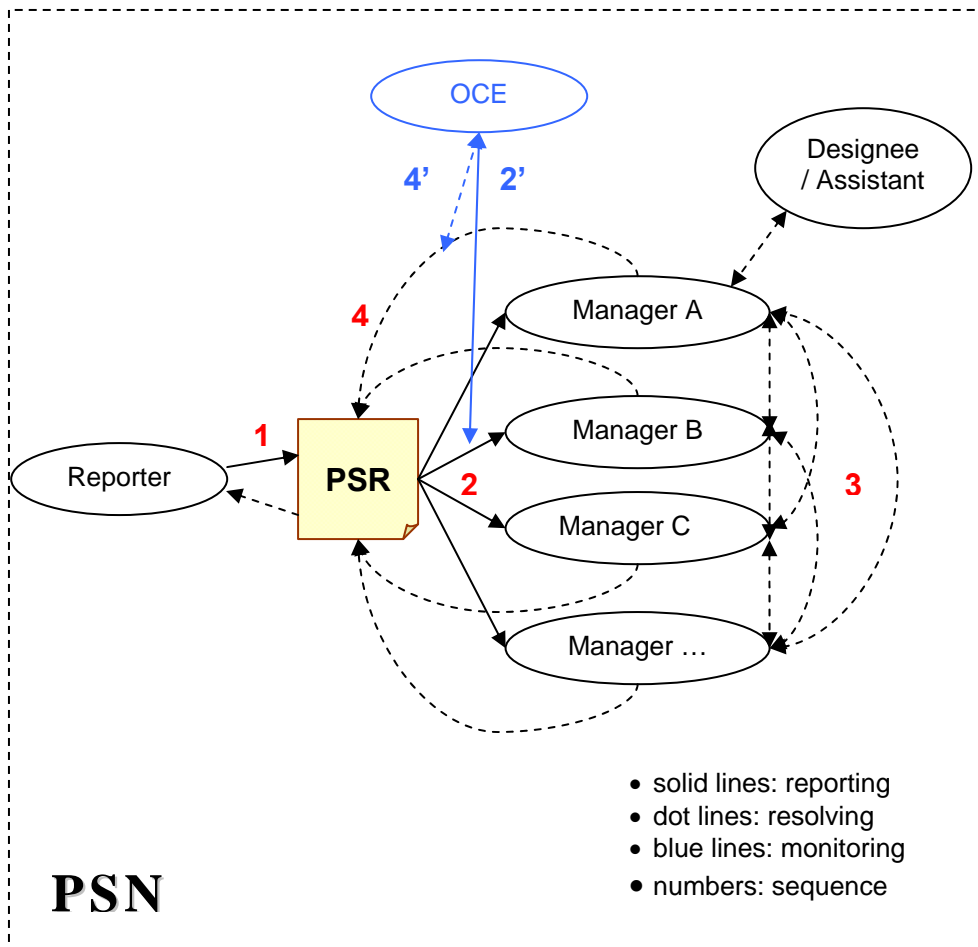 OCE
Designee
/ Assistant
4’
2’
Manager A
4
Manager B
1
Reporter
PSR
2
3
Manager C
Manager …
• solid lines: reporting
• dot lines: resolving
• blue lines: monitoring
• numbers: sequence
PSN